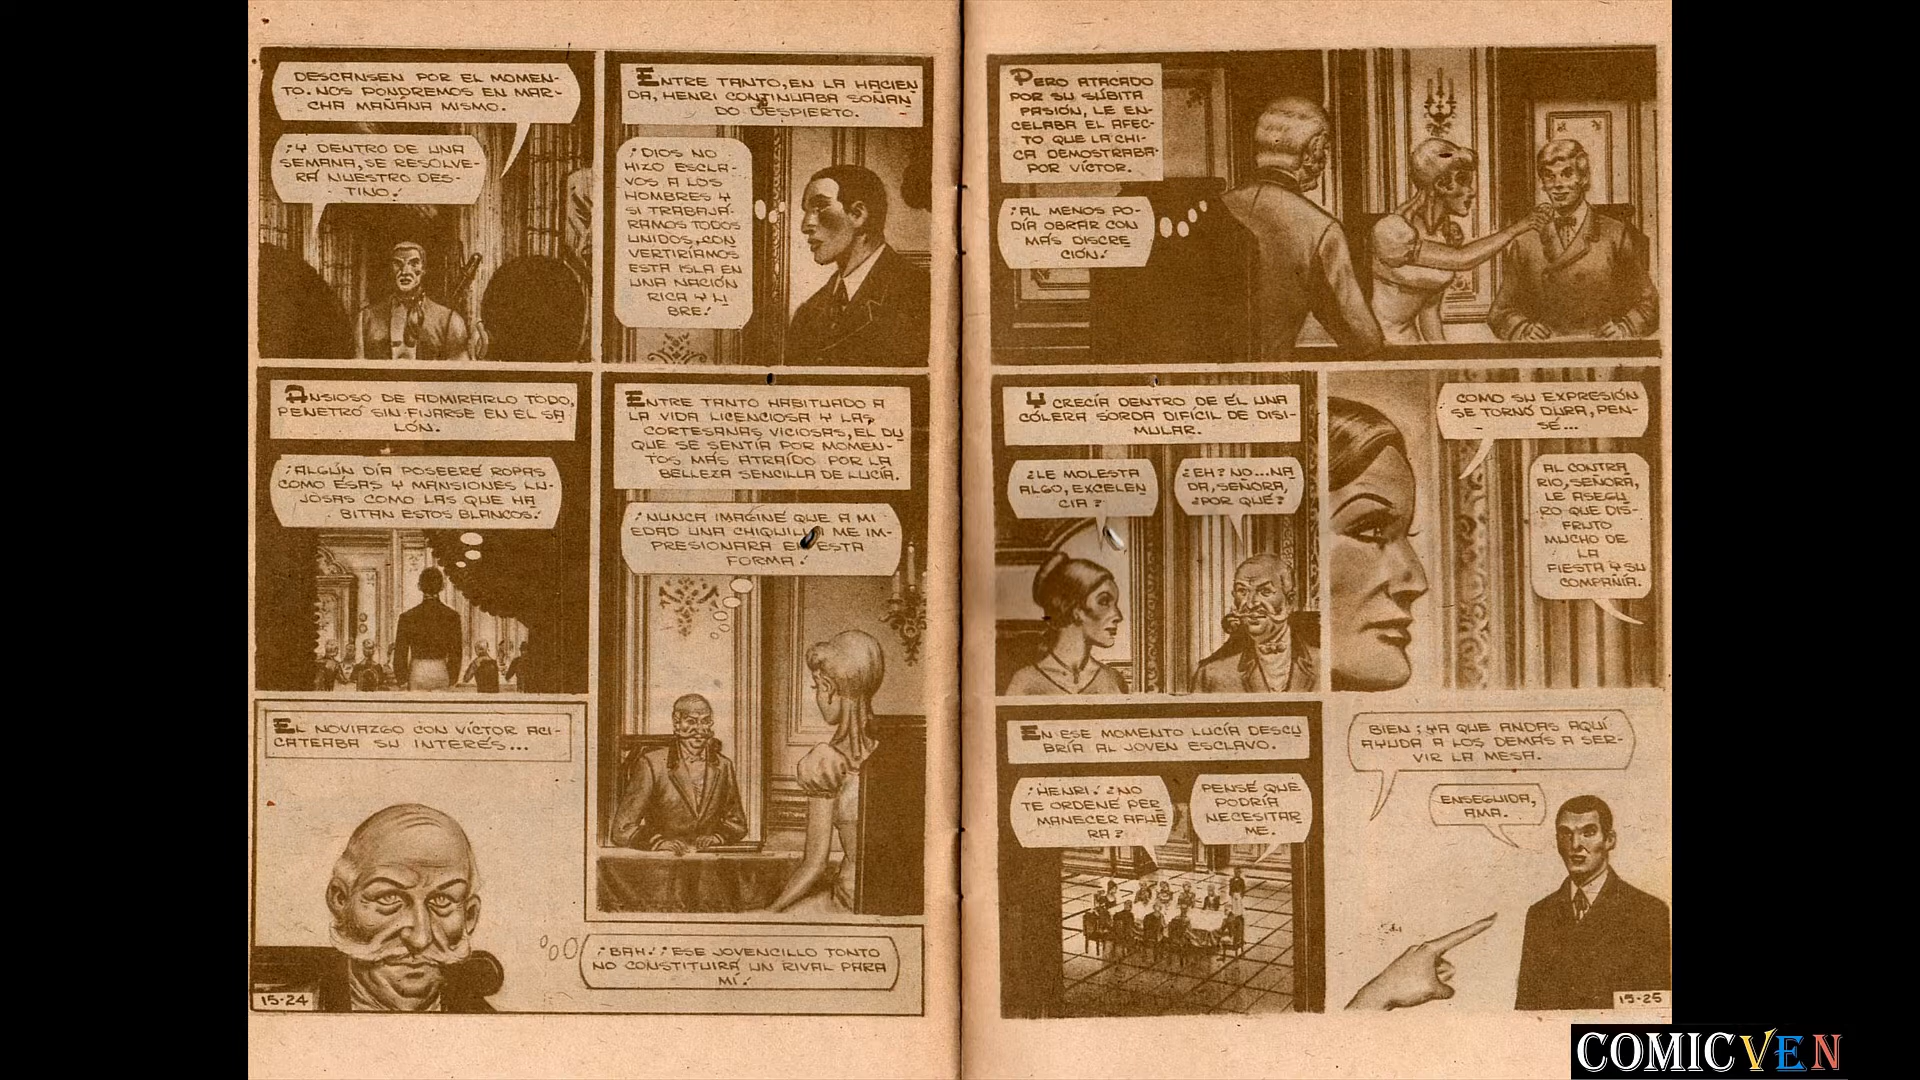 DESCANSEN POR EL MOMEN-
TO. NOS PONDREMOS EN MAR-
CHA MAÑANA MISMO.
¡Y DENTRO DE UNA
SEMANA, SE RESOLVE-
RÁ NUESTRO DES-
TINO!
ENTRE TANTO, EN LA HACIEN
DA, HENRI CONTINUABA SOÑAN
DO DESPIERTO.
¡DIOS NO
HIZO ESCLA-
VOS A LOS
HOMBRES Y
SI TRABAJÁ-
RAMOS TODOS
UNIDOS, CON
VERTIRÍAMOS
ESTA ISLA EN
UNA NACIÓN
RICA Y LI
BRE!
ANSIOSO DE ADMIRARLO TODO,
PENETRÓ SIN FIJARSE EN EL SA
LÓN.
¡ALGÚN DÍA POSEERÉ ROPAS
COMO ÉSAS Y MANSIONES LU-
JOSAS COMO LAS QUE HA
BITAN ESTOS BLANCOS!
ENTRE TANTO HABITUADO A
LA VIDA LICENCIOSA Y LAS
CORTESANAS VICIOSAS, EL DU
QUE SE SENTÍA POR MOMEN-
TOS MÁS ATRAÍDO POR LA
BELLEZA SENCILLA DE LUCÍA.
¡NUNCA IMAGINÉ QUE A MI
EDAD UNA CHIQUILLA ME IM-
PRESIONARA EN ESTA
FORMA!
EL NOVIAZGO CON VÍCTOR ACI-
CATEABA SU INTERÉS...
¡BAH! ¡ESE JOVENCILLO TONTO
NO CONSTITUIRÁ UN RIVAL PARA
MÍ!
15-24
PERO ATACADO
POR SU SÚBITA
PASIÓN, LE EN-
CELABA EL AFEC-
TO QUE LA CHI-
CA DEMOSTRABA
POR VÍCTOR.
¡AL MENOS PO-
DÍA OBRAR CON
MÁS DISCRE
CIÓN!
Y CRECÍA DENTRO DE ÉL UNA
CÓLERA SORDA DIFÍCIL DE DISI-
MULAR.
¿LE MOLESTA
ALGO, EXCELEN
CIA?
¿EH? NO...NA
DA, SEÑORA,
¿POR QUÉ?
COMO SU EXPRESIÓN
SE TORNÓ DURA, PEN-
SÉ...
AL CONTRA
RIO, SEÑORA,
LE ASEGU
RO QUE DIS-
FRUTO
MUCHO DE
LA
FIESTA Y SU
COMPAÑÍA.
EN ESE MOMENTO LUCÍA DESCU
BRÍA AL JOVEN ESCLAVO.
¡HENRI! ¿NO
TE ORDENÉ PER
MANECER AFUE
RA?
PENSÉ QUE
PODRÍA
NECESITAR
ME.
BIEN; YA QUE ANDAS AQUÍ
AYUDA A LOS DEMÁS A SER-
VIR LA MESA.
ENSEGUIDA,
AMA.
15-25
COMICVEN